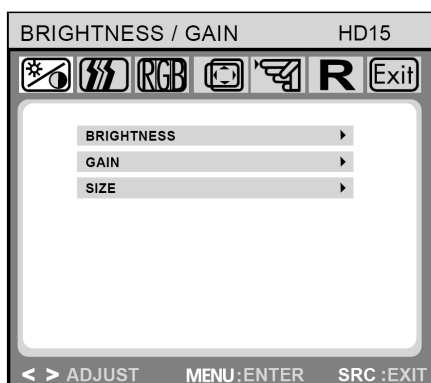 BRIGHTNESS / GAIN HD15
RGB R Exit
BRIGHTNESS
GAIN
SIZE
< > ADJUST MENU:ENTER SRC :EXIT